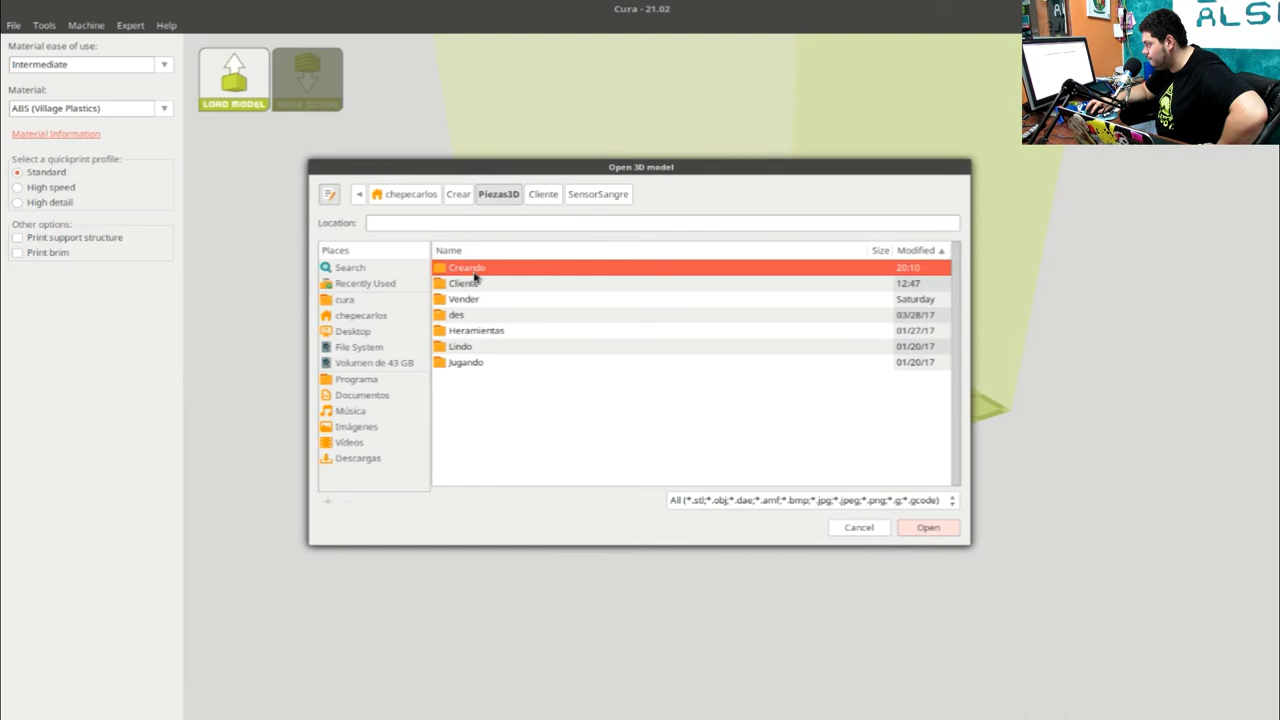 Cura - 21.02
File Tools Machine Expert Help
Material ease of use:
Intermediate
Material:
ABS (Village Plastics)
Material Information
Select a quickprint profile:
Standard
High speed
High detail
Other options:
Print support structure
Print brim
LOAD MODEL
SAVE GCODE
ALS
Open 3D model
chepecarlos Crear Piezas3D Cliente SensorSangre
Location:
Places
Search
Recently Used
cura
chepecarlos
Desktop
File System
Volumen de 43 GB
Programa
Documentos
Música
Imágenes
Vídeos
Descargas
Name Size Modified
Creando 20:10
Cliente 12:47
Vender Saturday
des 03/28/17
Heramientas 01/27/17
Lindo 01/20/17
Jugando 01/20/17
All (*.stl;*.obj;*.dae;*.amf;*.bmp;*.jpg;*.jpeg;*.png;*.g;*.gcode)
Cancel Open